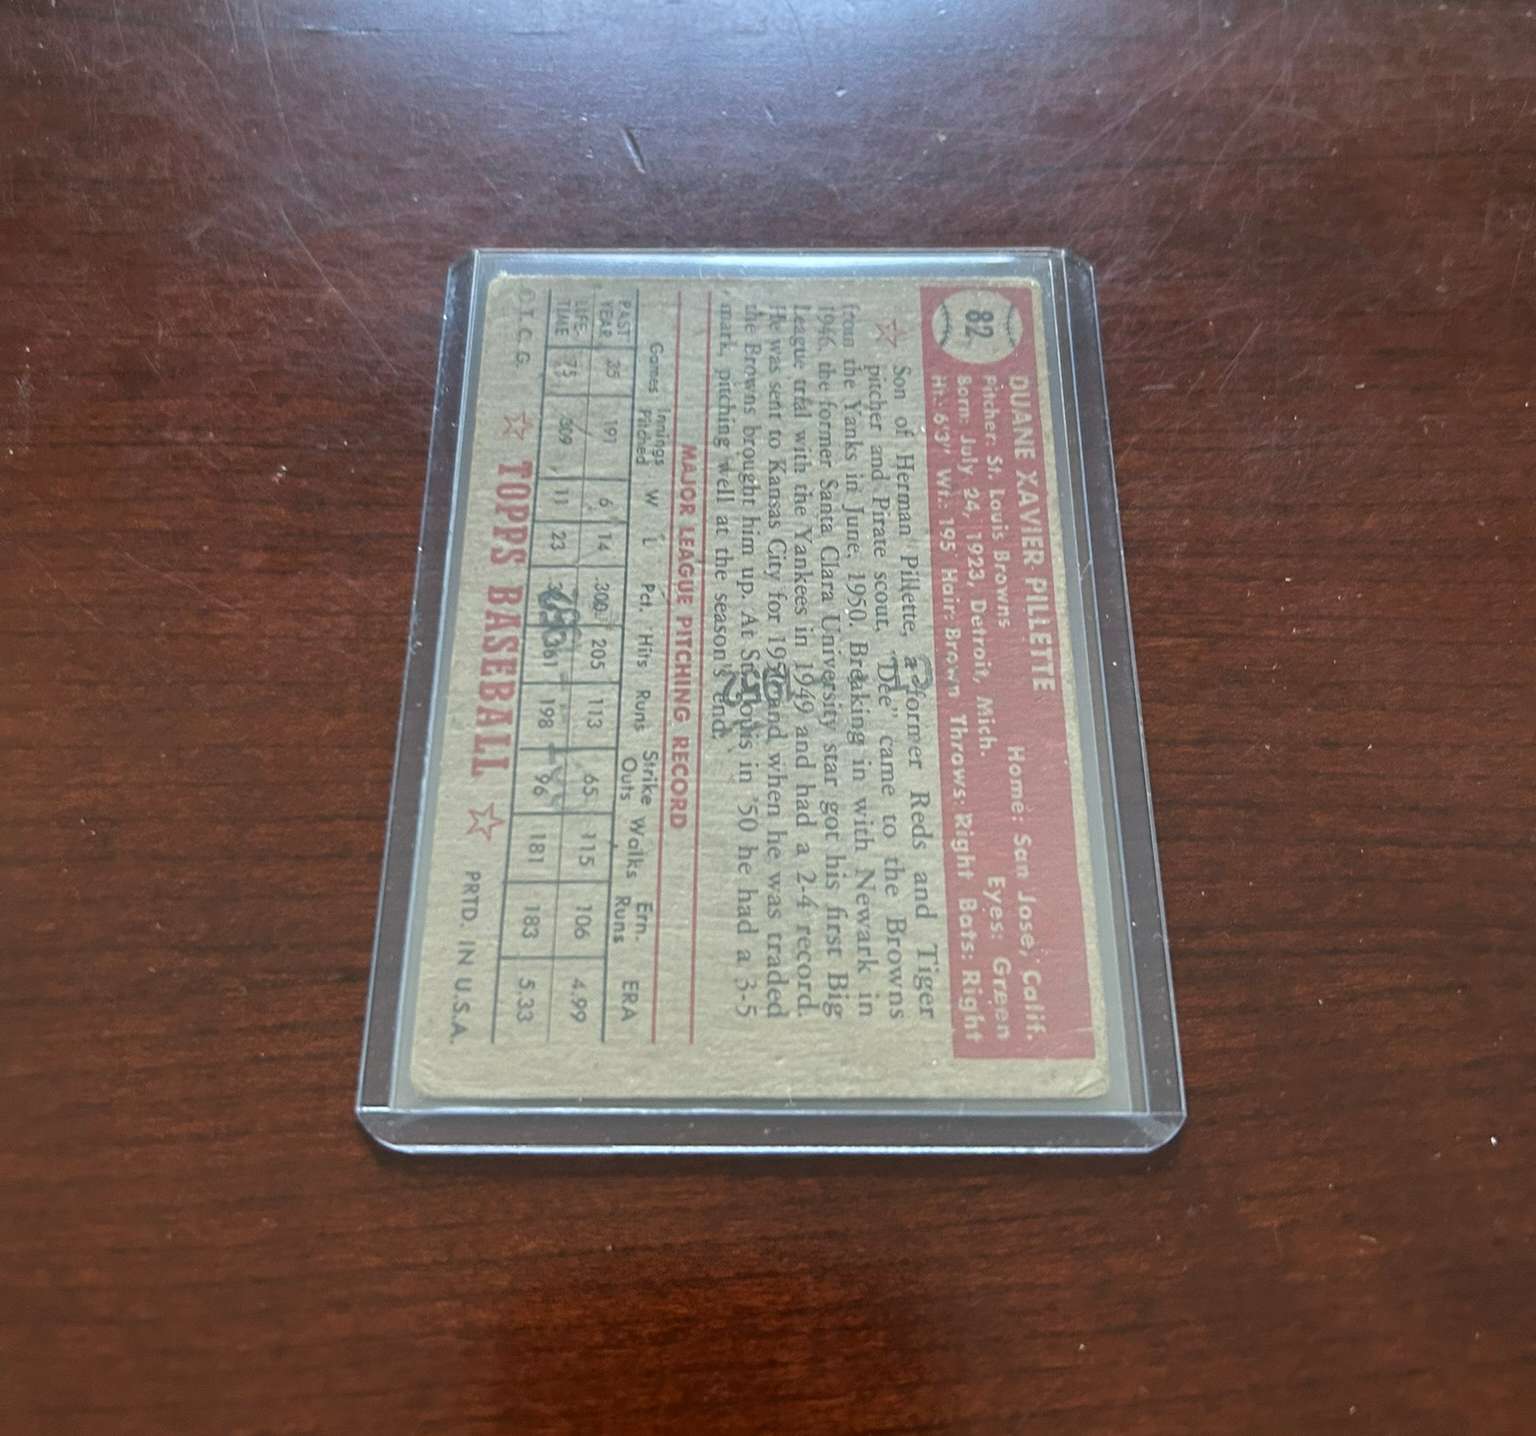 82
DUANE XAVIER PILLETTE
Pitcher: St. Louis Browns Home: San Jose, Calif.
Born: July 24, 1923, Detroit, Mich. Eyes: Green
Ht.: 6'3" Wt.: 195 Hair: Brown Throws: Right Bats: Right
Son of Herman Pillette, a former Reds and Tiger
pitcher and Pirate scout, "Dee" came to the Browns
from the Yanks in June, 1950. Breaking in with Newark in
1946, the former Santa Clara University star got his first Big
League trial with the Yankees in 1949 and had a 2-4 record.
He was sent to Kansas City for and when he was traded
the Browns brought him up. At St. Louis in '50 he had a 3-5
mark, pitching well at the season's end.
MAJOR LEAGUE PITCHING RECORD
Games Innings Pitched W L Pct. Hits Runs Strike Outs Walks Ern. Runs ERA
PAST YEAR 35 191 6 14 .300 205 113 65 115 106 4.99
LIFE TIME 75 309 11 23 361 198 96 181 183 5.33
T. C. G. TOPPS BASEBALL PRTD. IN U.S.A.